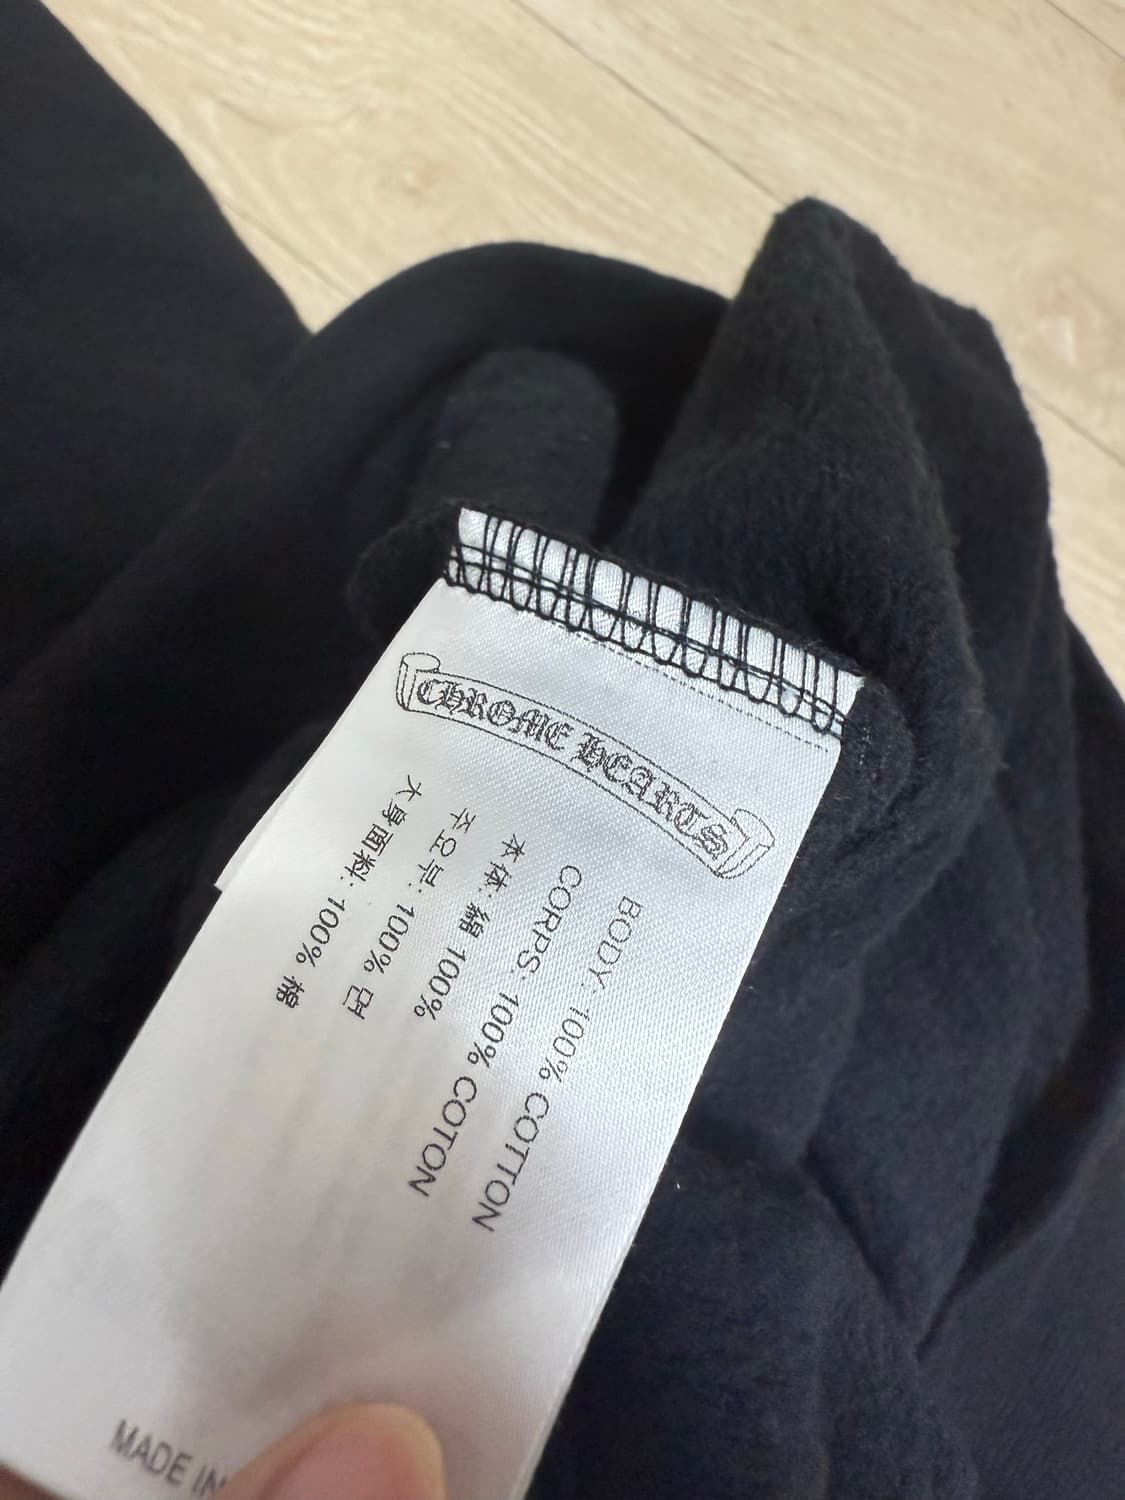 CHROME HEARTS
BODY: 100% COTTON
CORPS: 100% COTON
本体: 綿 100%
주요부: 100% 면
大身面料: 100% 棉
MADE IN